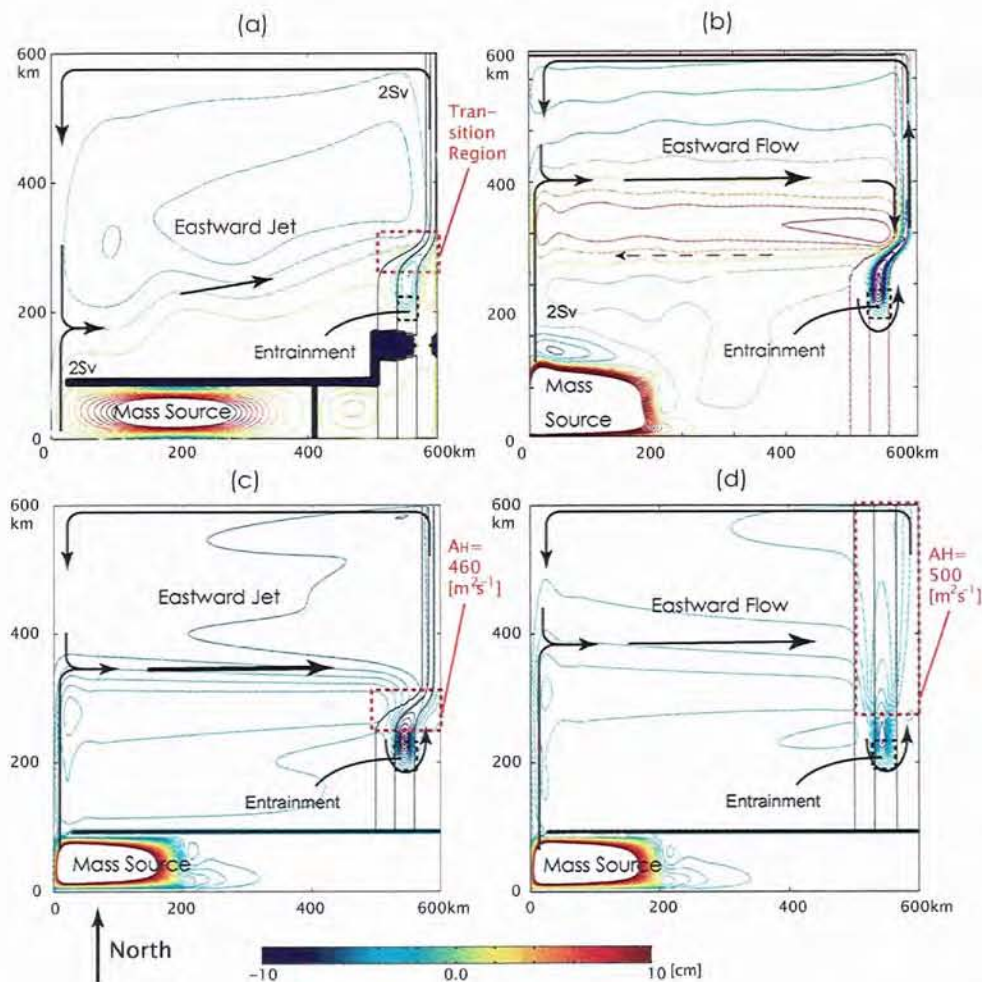 (a)
600
km
400
200
0
0
200
400
600km
2Sv
Tran-
sition
Region
Eastward Jet
Entrainment
2Sv
Mass Source
(b)
600
km
400
200
0
0
200
400
600km
Eastward Flow
2Sv
Entrainment
Mass
Source
(c)
600
km
400
200
0
0
200
400
600km
AH=
460
[m²s⁻¹]
Eastward Jet
Entrainment
Mass Source
(d)
600
km
400
200
0
0
200
400
600km
AH=
500
[m²s⁻¹]
Eastward Flow
Entrainment
Mass Source
North
-10
0.0
10 [cm]